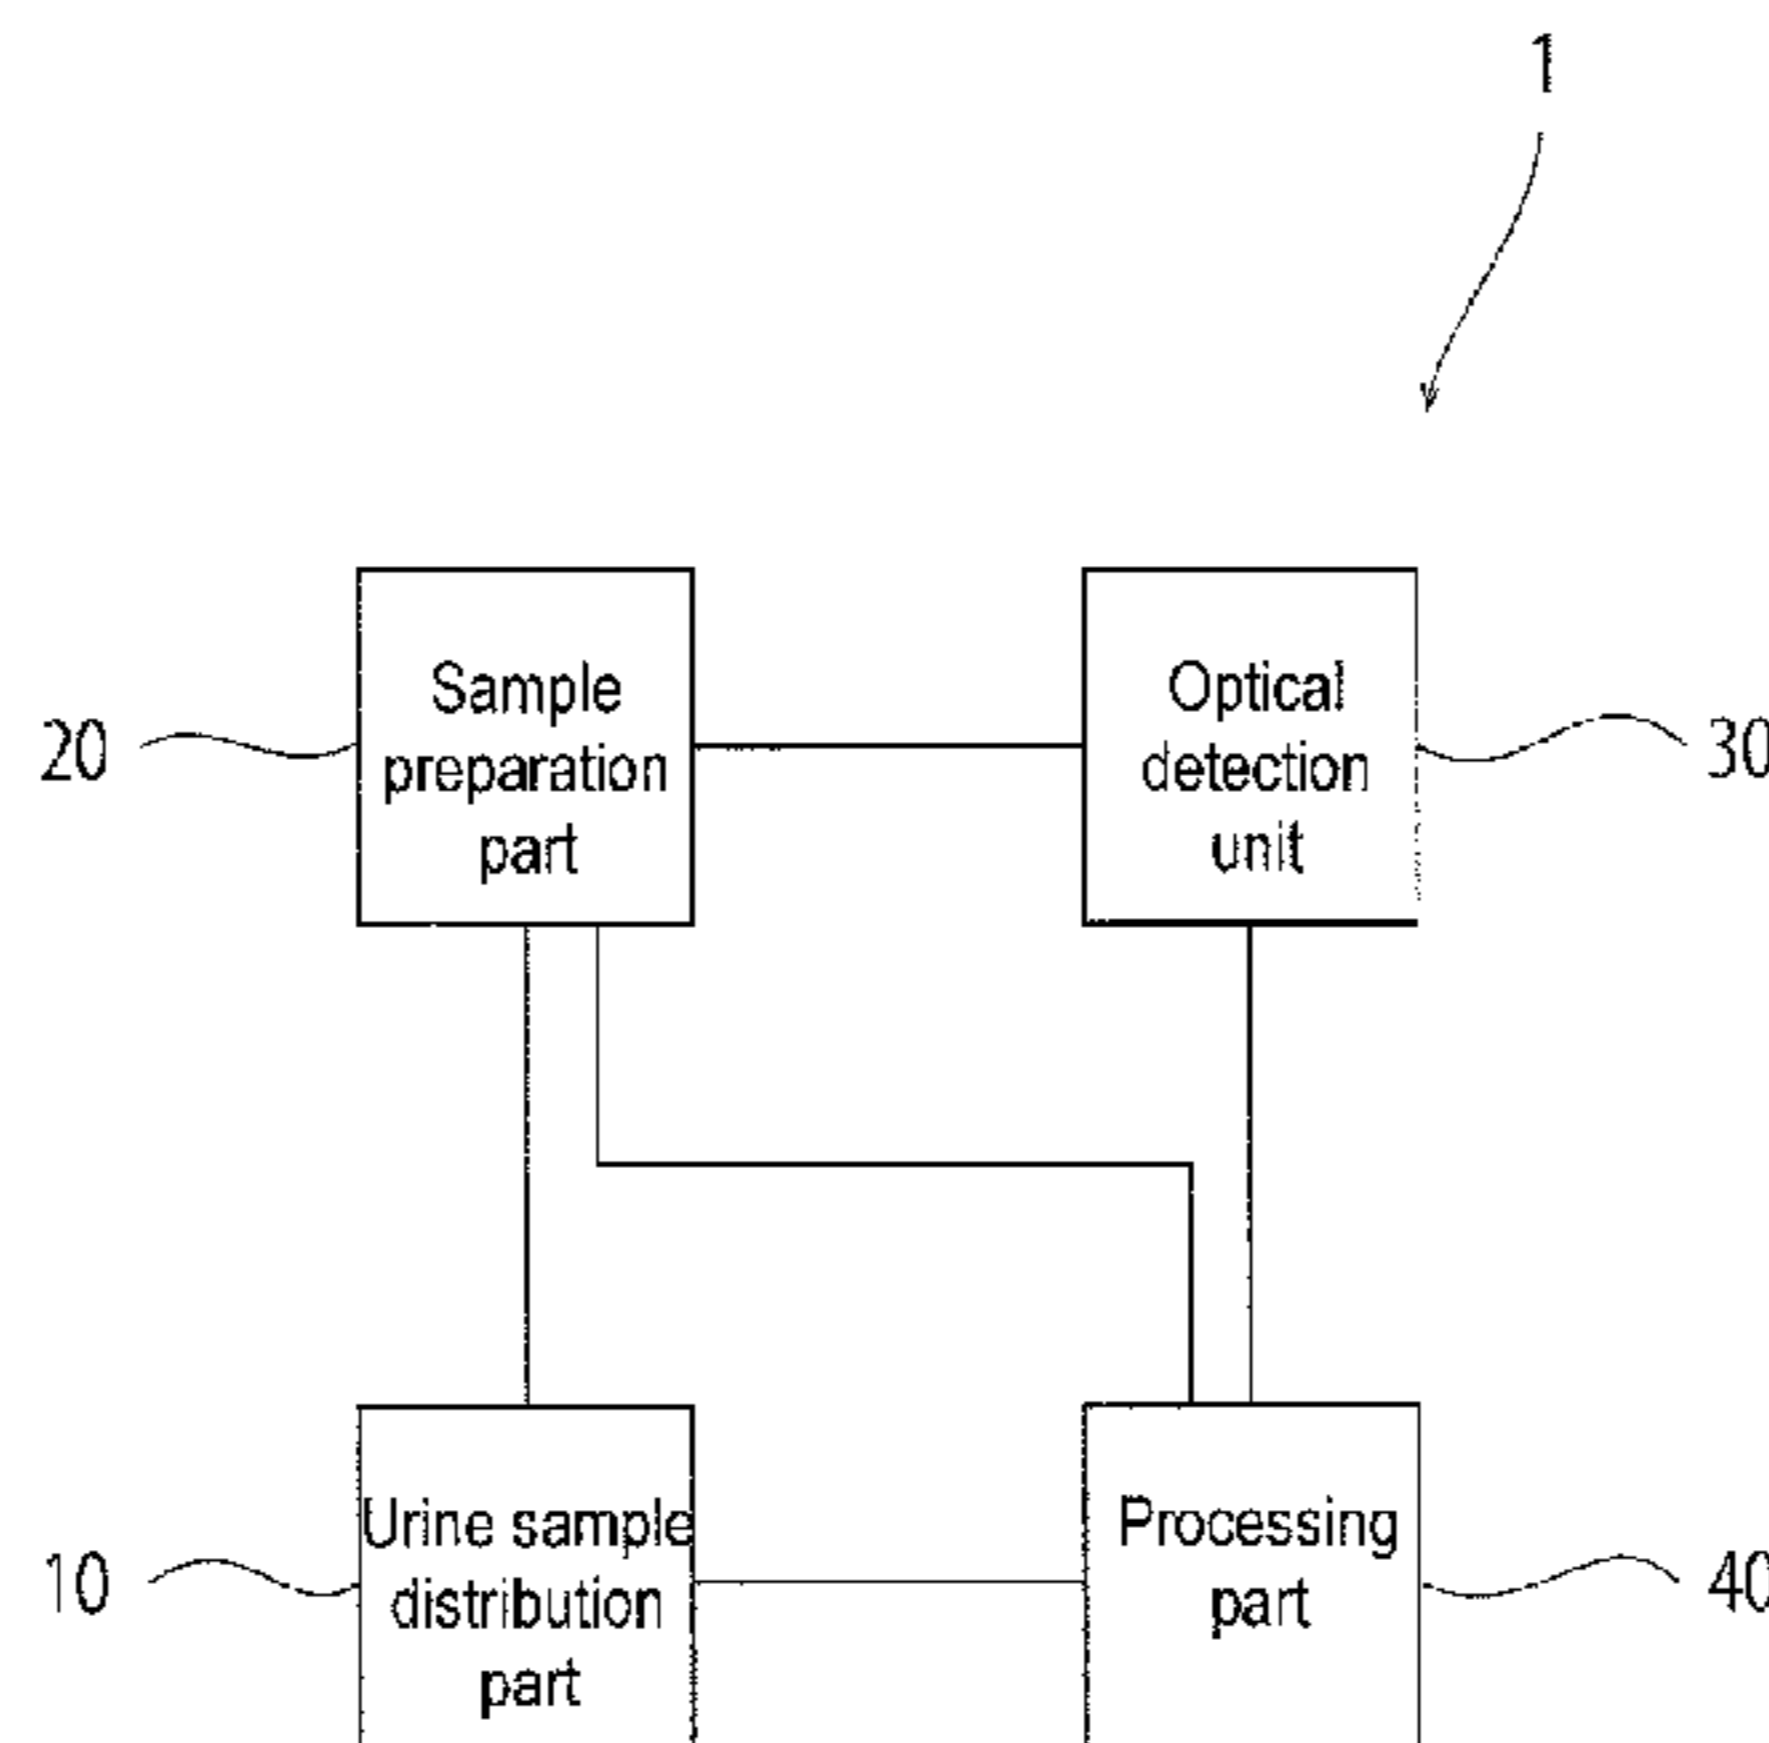 1
Sample
preparation
part
Optical
detection
unit
20
30
Urine sample
distribution
part
Processing
part
10
40